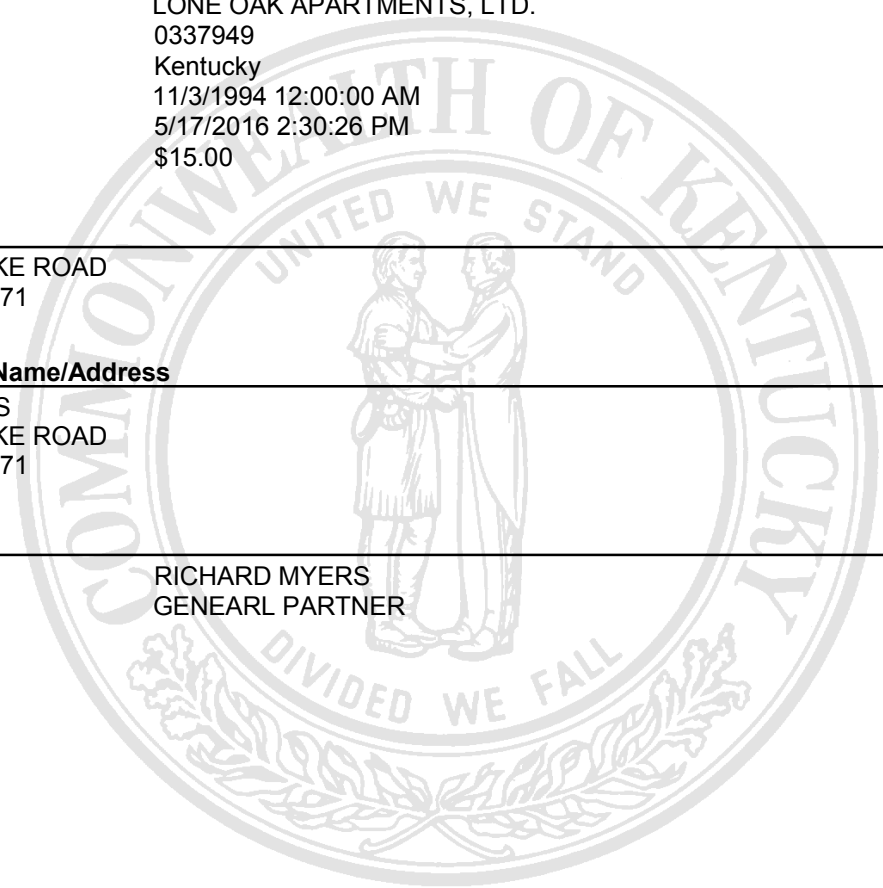 LONE OAK APARTMENTS, LTD.
0337949
Kentucky
11/3/1994 12:00:00 AM
5/17/2016 2:30:26 PM
$15.00
COMMONWEALTH OF KENTUCKY
UNITED WE STAND
KE ROAD
71
Name/Address
S
KE ROAD
71
RICHARD MYERS
GENEARL PARTNER
DIVIDED WE FALL